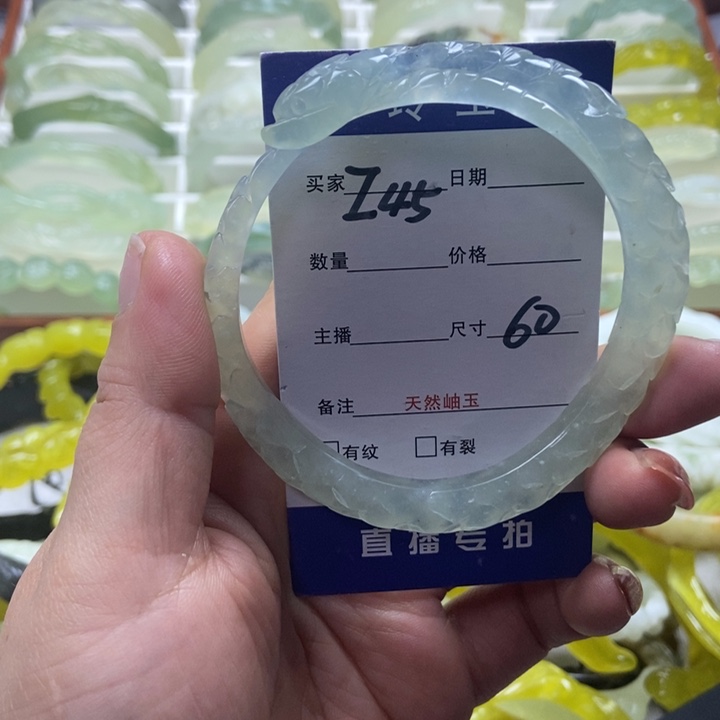 买家 Z45 日期
数量 价格
主播 尺寸 60
备注 天然岫玉
□有纹 □有裂
直播专拍